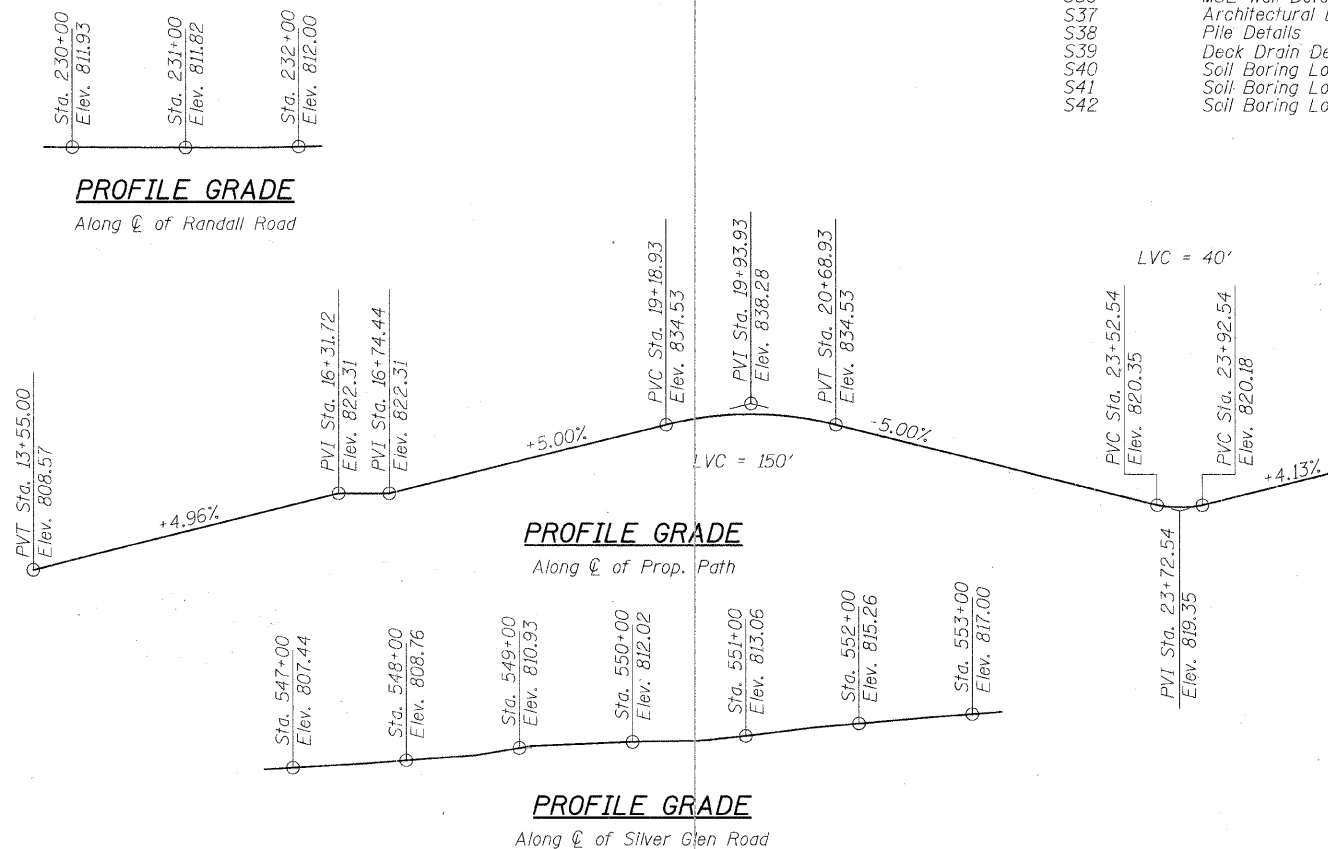 S37 Architectural
S38 Pile Details
S39 Deck Drain
S40 Soil Boring
S41 Soil Boring
S42 Soil Boring
Sta. 230+00
Elev. 811.93
Sta. 231+00
Elev. 811.82
Sta. 232+00
Elev. 812.00
PROFILE GRADE
Along ℄ of Randall Road
PVT Sta. 13+55.00
Elev. 808.57
+4.96%
PVI Sta. 16+31.72
Elev. 822.31
PVI Sta. 16+74.44
Elev. 822.31
+5.00%
PVC Sta. 19+18.93
Elev. 834.53
PVI Sta. 19+93.93
Elev. 838.28
PVT Sta. 20+68.93
Elev. 834.53
LVC = 150'
-5.00%
LVC = 40'
PVC Sta. 23+52.54
Elev. 820.35
PVC Sta. 23+92.54
Elev. 820.18
+4.13%
PVI Sta. 23+72.54
Elev. 819.35
PROFILE GRADE
Along ℄ of Prop. Path
Sta. 547+00
Elev. 807.44
Sta. 548+00
Elev. 808.76
Sta. 549+00
Elev. 810.93
Sta. 550+00
Elev. 812.02
Sta. 551+00
Elev. 813.06
Sta. 552+00
Elev. 815.26
Sta. 553+00
Elev. 817.00
PROFILE GRADE
Along ℄ of Silver Glen Road